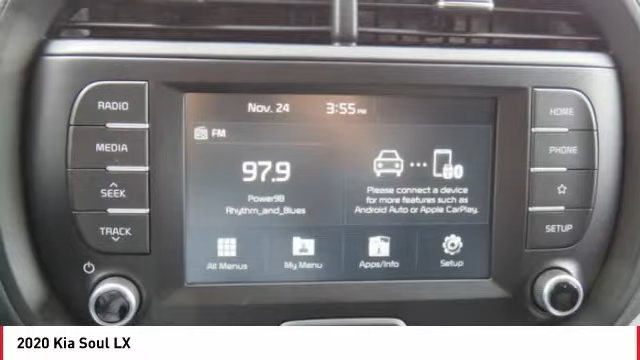 RADIO
MEDIA
SEEK
TRACK
Nov. 24 3:55 PM
FM
97.9
Power98
Rhythm_and_Blues
Please connect a device
for more features such as
Android Auto or Apple CarPlay.
All Menus
My Menu
Apps/Info
Setup
HOME
PHONE
SETUP
2020 Kia Soul LX